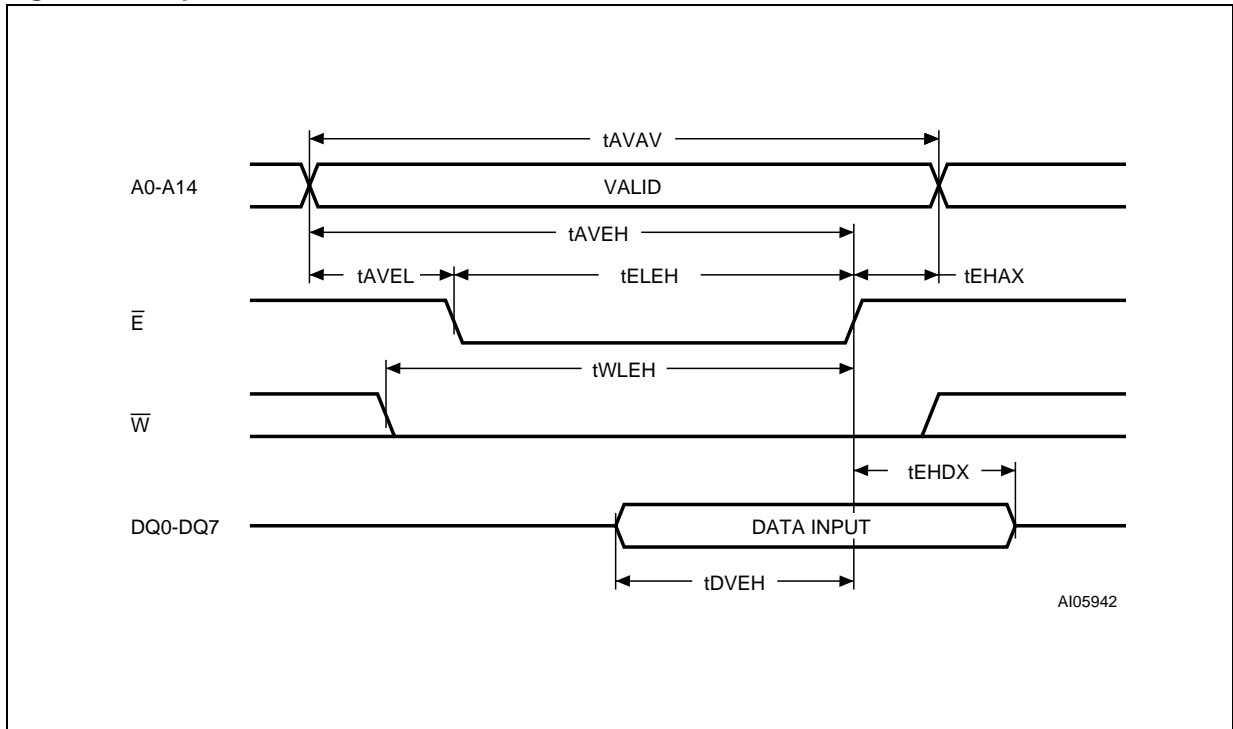 tAVAV
A0-A14
VALID
tAVEH
tAVEL
tELEH
tEHAX
E̅
tWLEH
W̅
tEHDX
DQ0-DQ7
DATA INPUT
tDVEH
AI05942